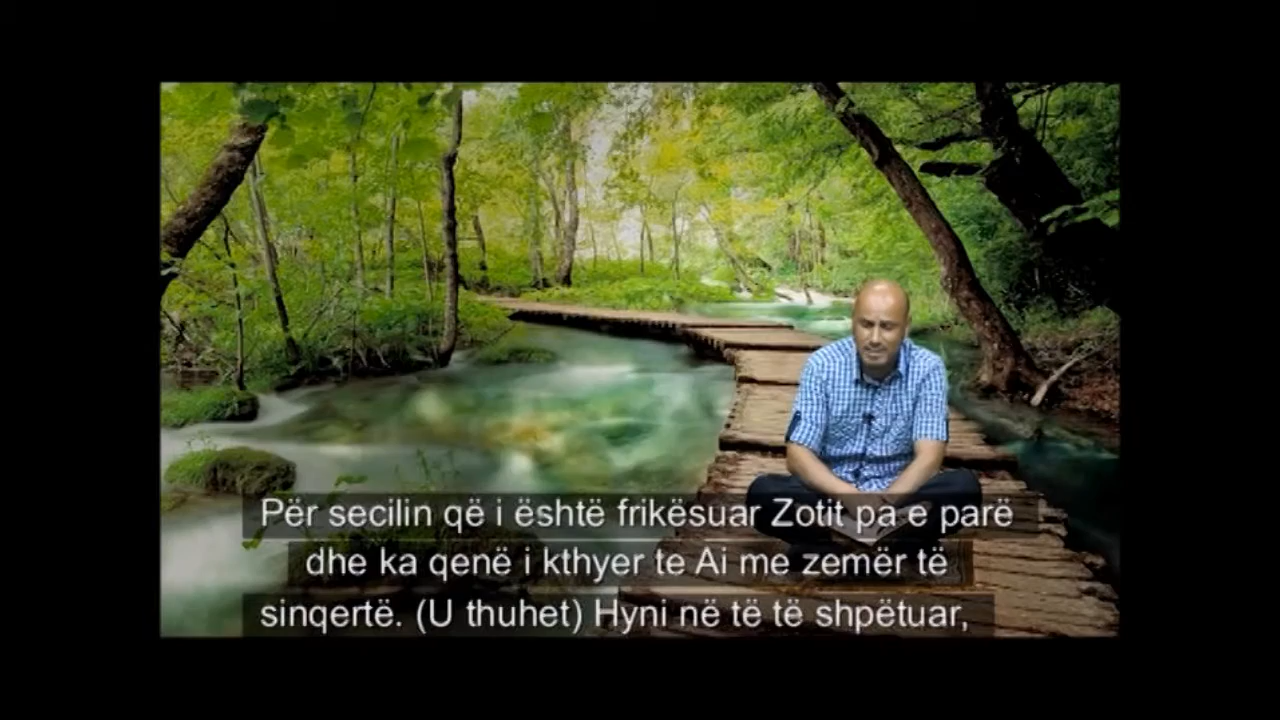 Për secilin që i është frikësuar Zotit pa e parë
dhe ka qenë i kthyer te Ai me zemër të
sinqertë. (U thuhet) Hyni në të të shpëtuar,